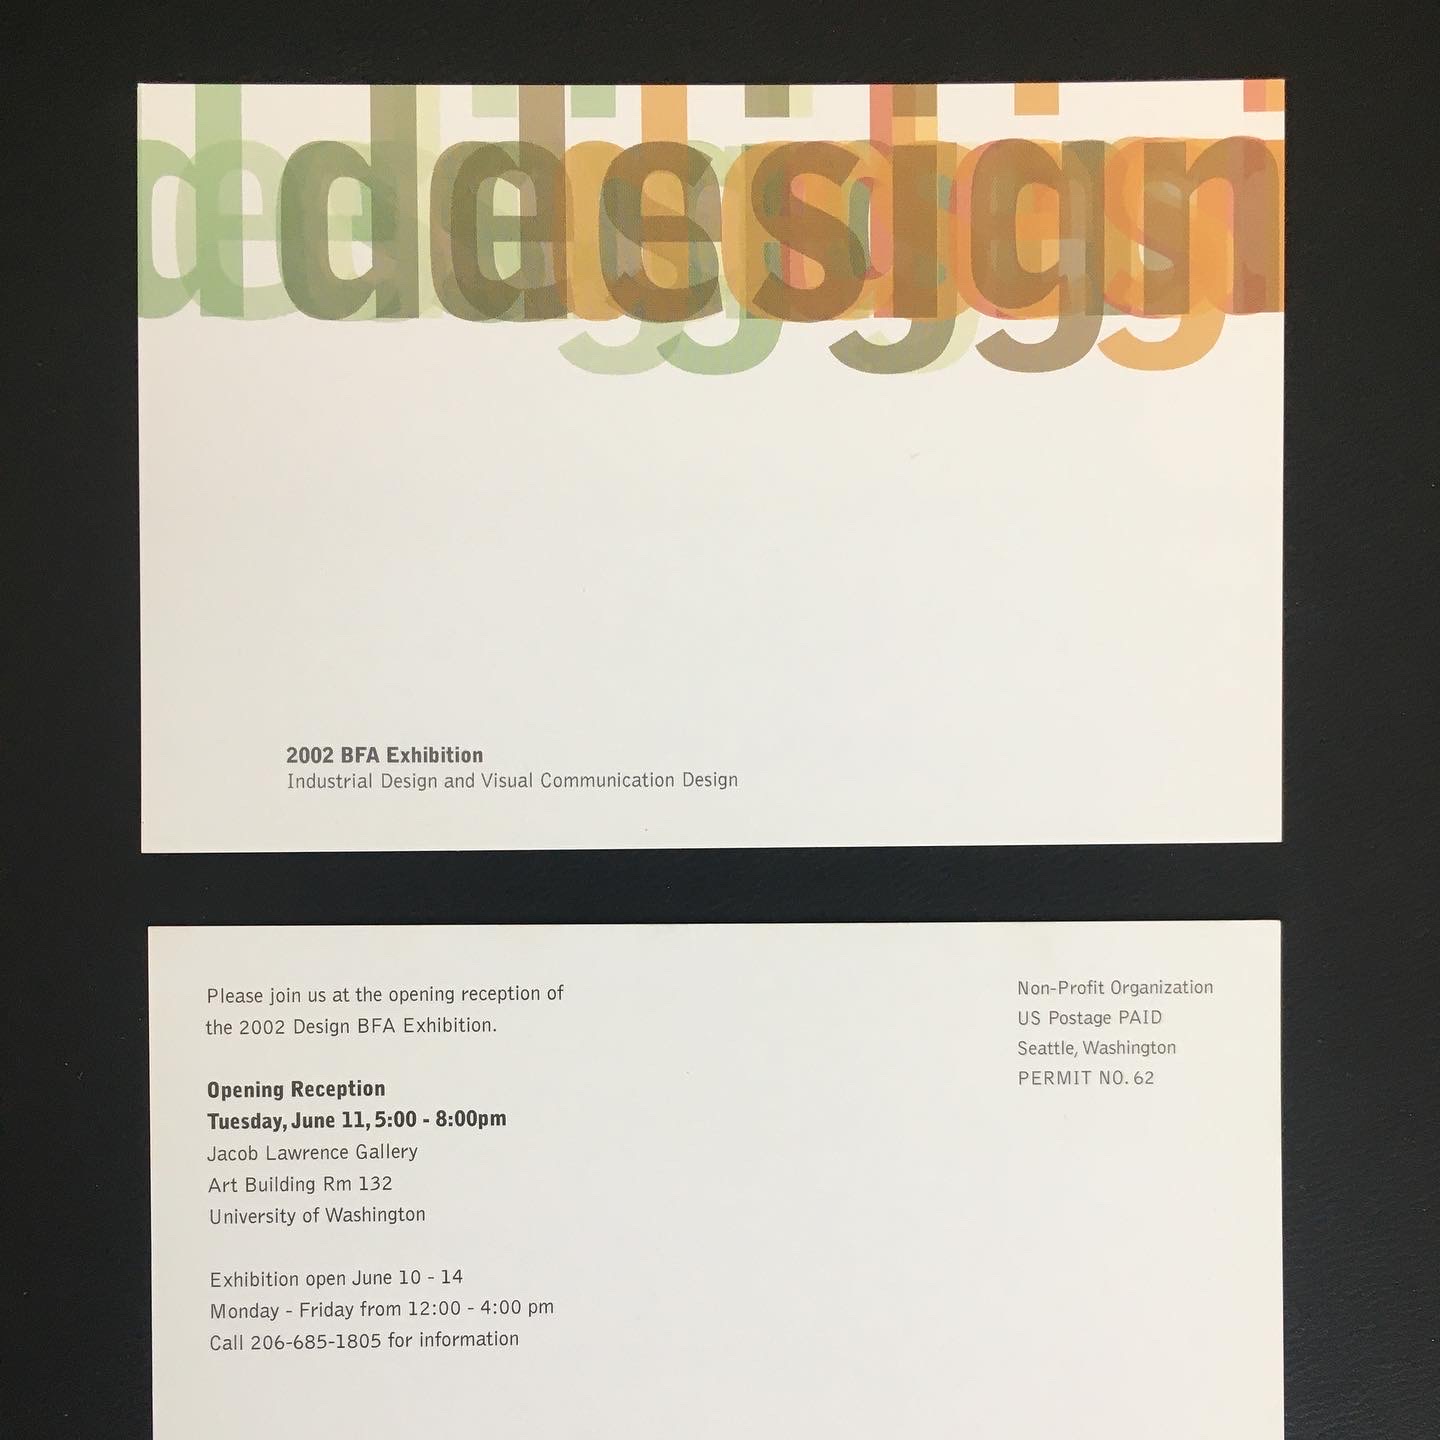 design
2002 BFA Exhibition
Industrial Design and Visual Communication Design
Please join us at the opening reception of
the 2002 Design BFA Exhibition.
Opening Reception
Tuesday, June 11, 5:00 - 8:00pm
Jacob Lawrence Gallery
Art Building Rm 132
University of Washington
Exhibition open June 10 - 14
Monday - Friday from 12:00 - 4:00 pm
Call 206-685-1805 for information
Non-Profit Organization
US Postage PAID
Seattle, Washington
PERMIT NO. 62